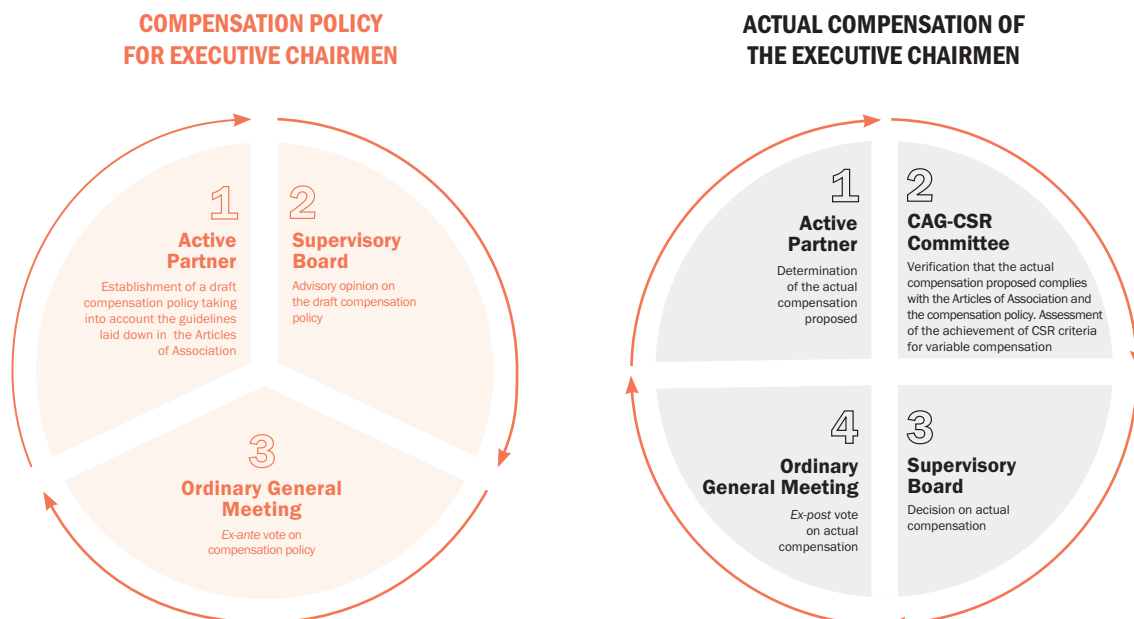 COMPENSATION POLICY
FOR EXECUTIVE CHAIRMEN
1
Active
Partner
Establishment of a draft
compensation policy taking
into account the guidelines
laid down in the Articles
of Association
2
Supervisory
Board
Advisory opinion on
the draft compensation
policy
3
Ordinary General
Meeting
Ex-ante vote on
compensation policy
ACTUAL COMPENSATION OF
THE EXECUTIVE CHAIRMEN
1
Active
Partner
Determination
of the actual
compensation
proposed
2
CAG-CSR
Committee
Verification that the actual
compensation proposed complies
with the Articles of Association and
the compensation policy. Assessment
of the achievement of CSR criteria
for variable compensation
3
Supervisory
Board
Decision on actual
compensation
4
Ordinary
General Meeting
Ex-post vote
on actual
compensation